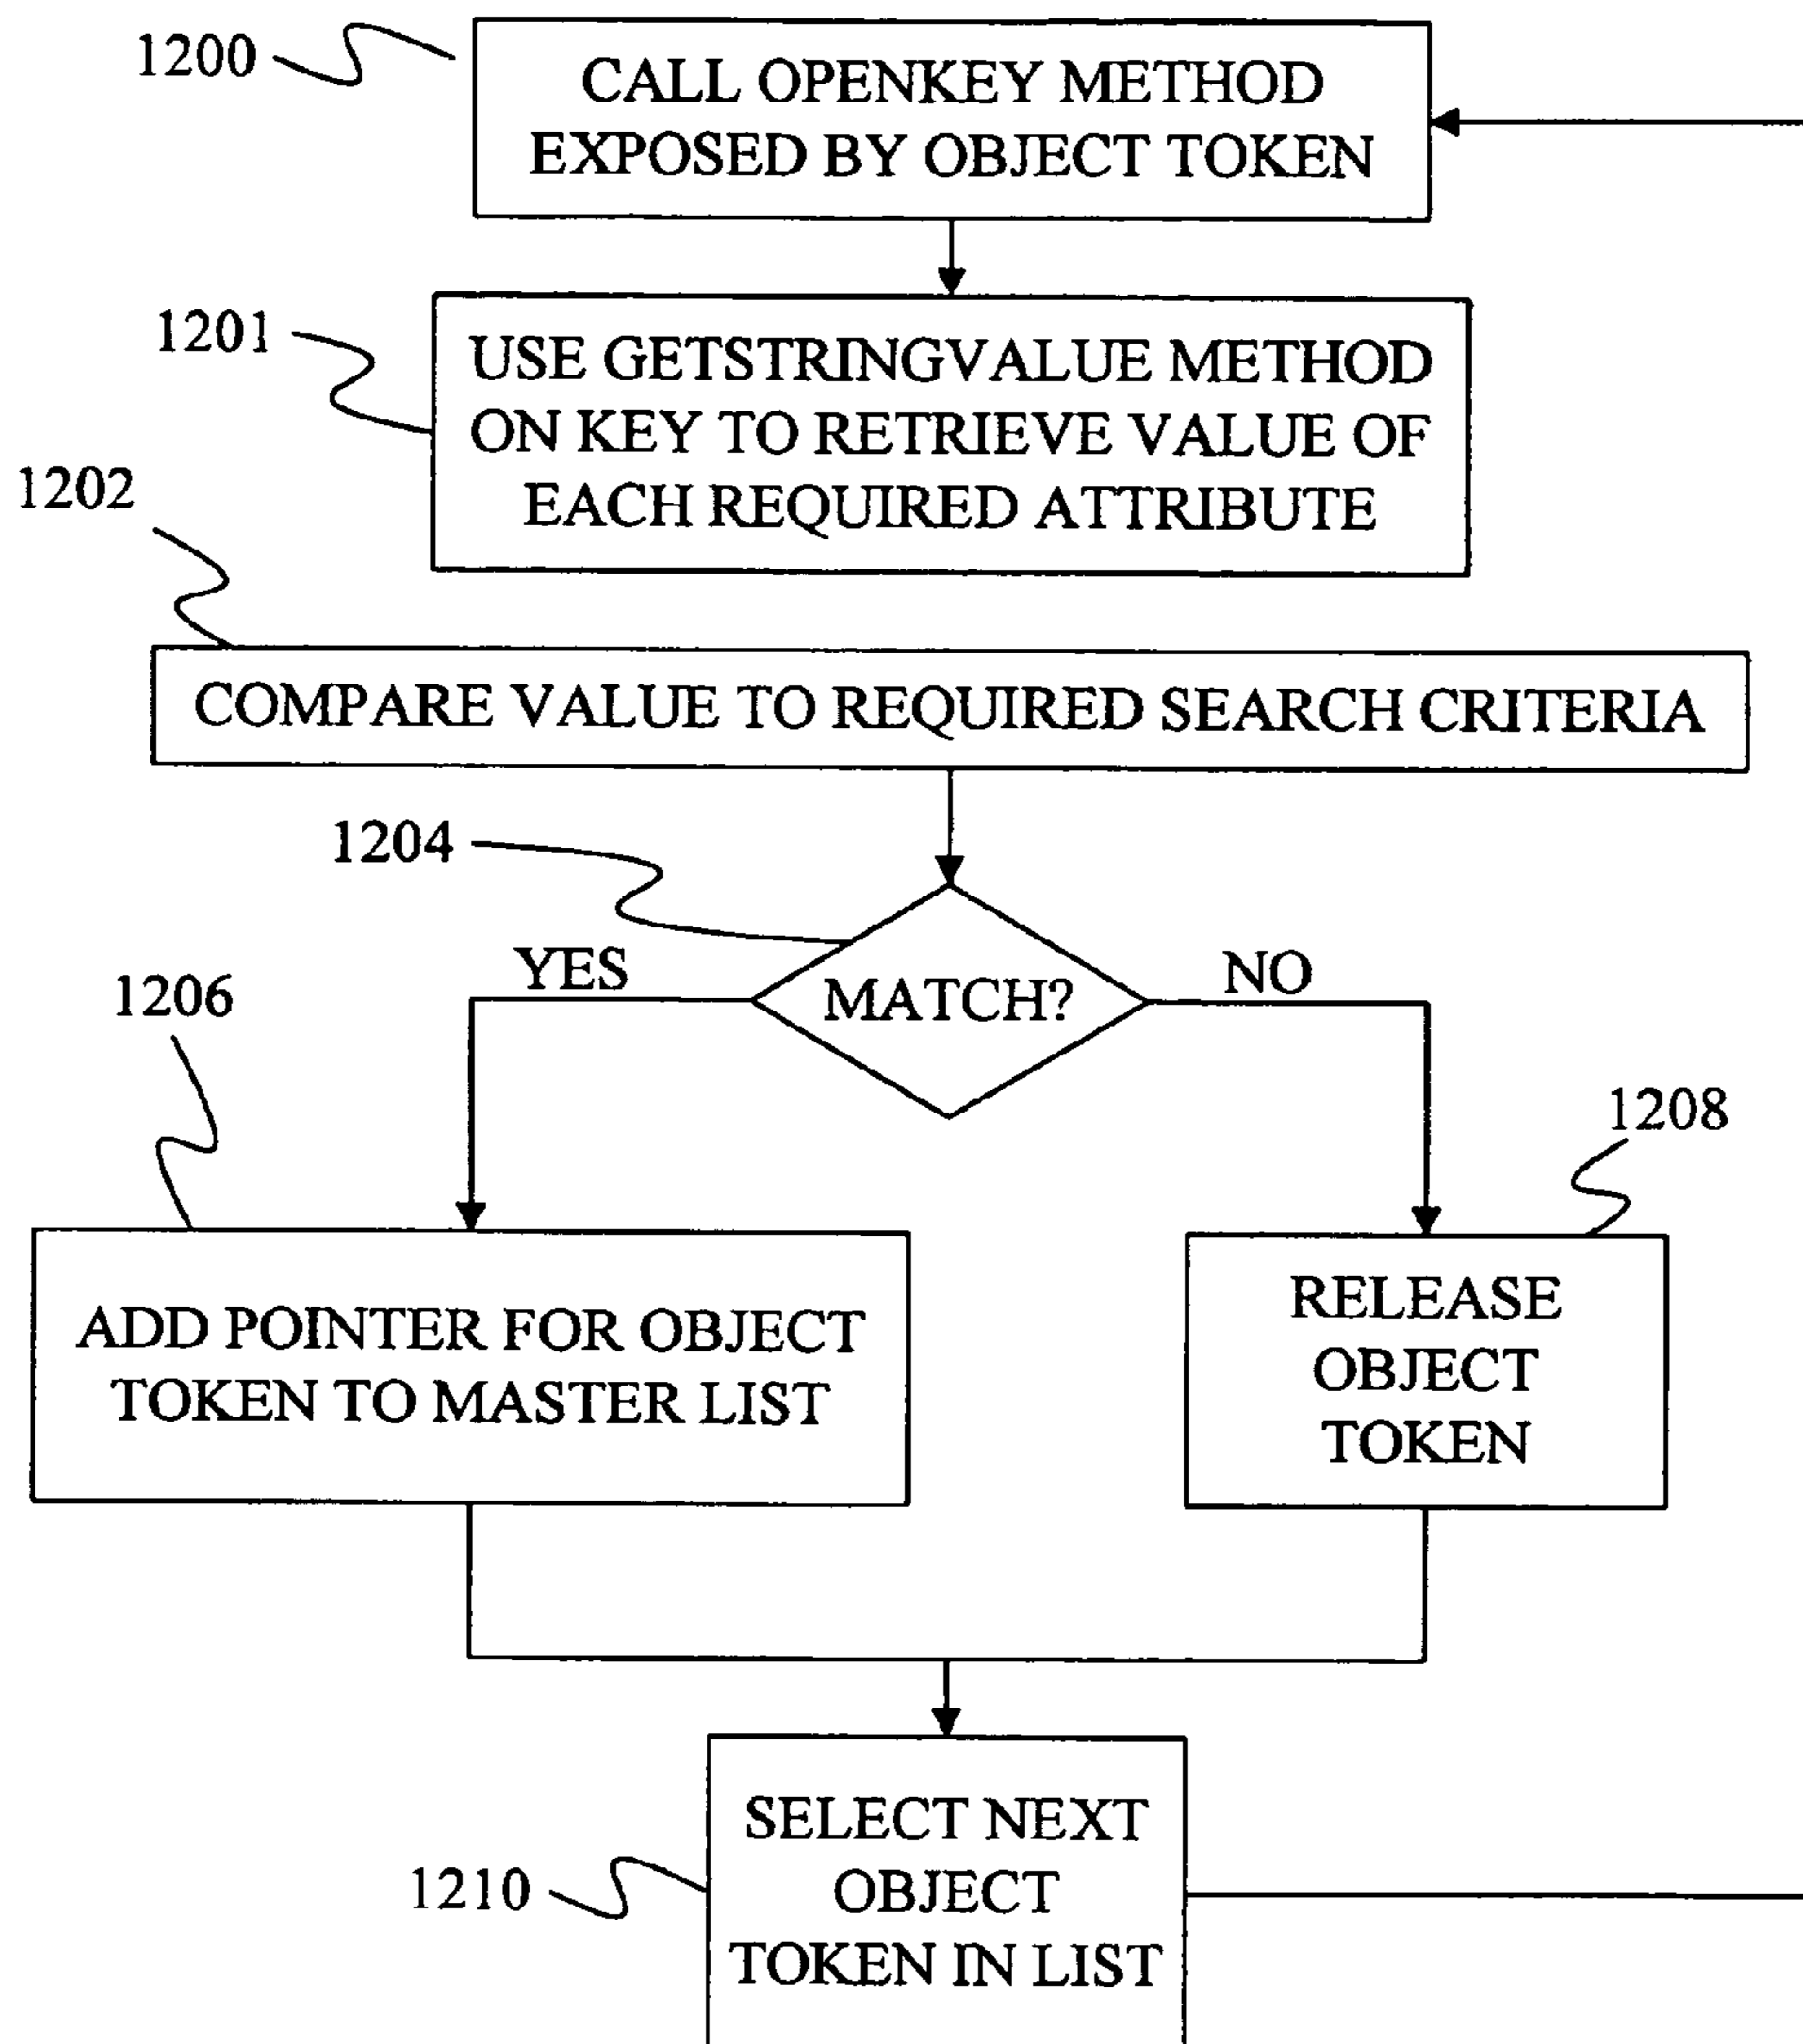 1200
CALL OPENKEY METHOD
EXPOSED BY OBJECT TOKEN
1201
USE GETSTRINGVALUE METHOD
ON KEY TO RETRIEVE VALUE OF
EACH REQUIRED ATTRIBUTE
1202
COMPARE VALUE TO REQUIRED SEARCH CRITERIA
1204
YES
MATCH?
NO
1206
1208
ADD POINTER FOR OBJECT
TOKEN TO MASTER LIST
RELEASE
OBJECT
TOKEN
1210
SELECT NEXT
OBJECT
TOKEN IN LIST